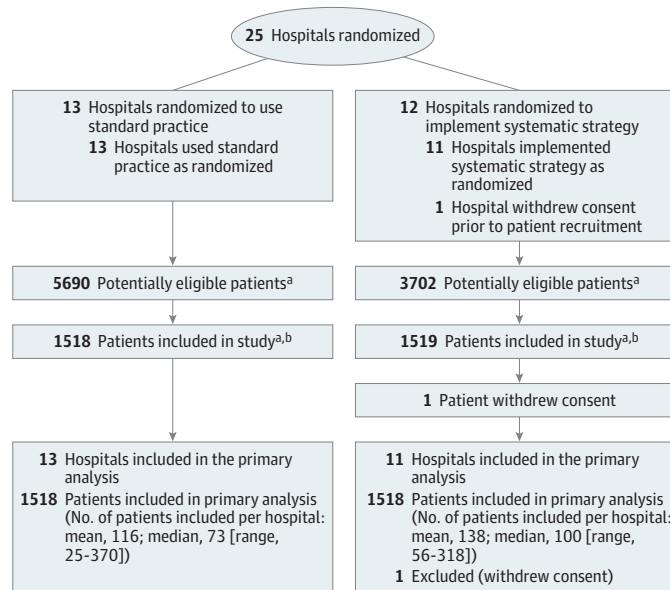 25 Hospitals randomized
13 Hospitals randomized to use
standard practice
13 Hospitals used standard
practice as randomized
12 Hospitals randomized to
implement systematic strategy
11 Hospitals implemented
systematic strategy as
randomized
1 Hospital withdrew consent
prior to patient recruitment
5690 Potentially eligible patientsᵃ
3702 Potentially eligible patientsᵃ
1518 Patients included in studyᵃ,ᵇ
1519 Patients included in studyᵃ,ᵇ
1 Patient withdrew consent
13 Hospitals included in the primary
analysis
1518 Patients included in primary analysis
(No. of patients included per hospital:
mean, 116; median, 73 [range,
25-370])
11 Hospitals included in the primary
analysis
1518 Patients included in primary analysis
(No. of patients included per hospital:
mean, 138; median, 100 [range,
56-318])
1 Excluded (withdrew consent)